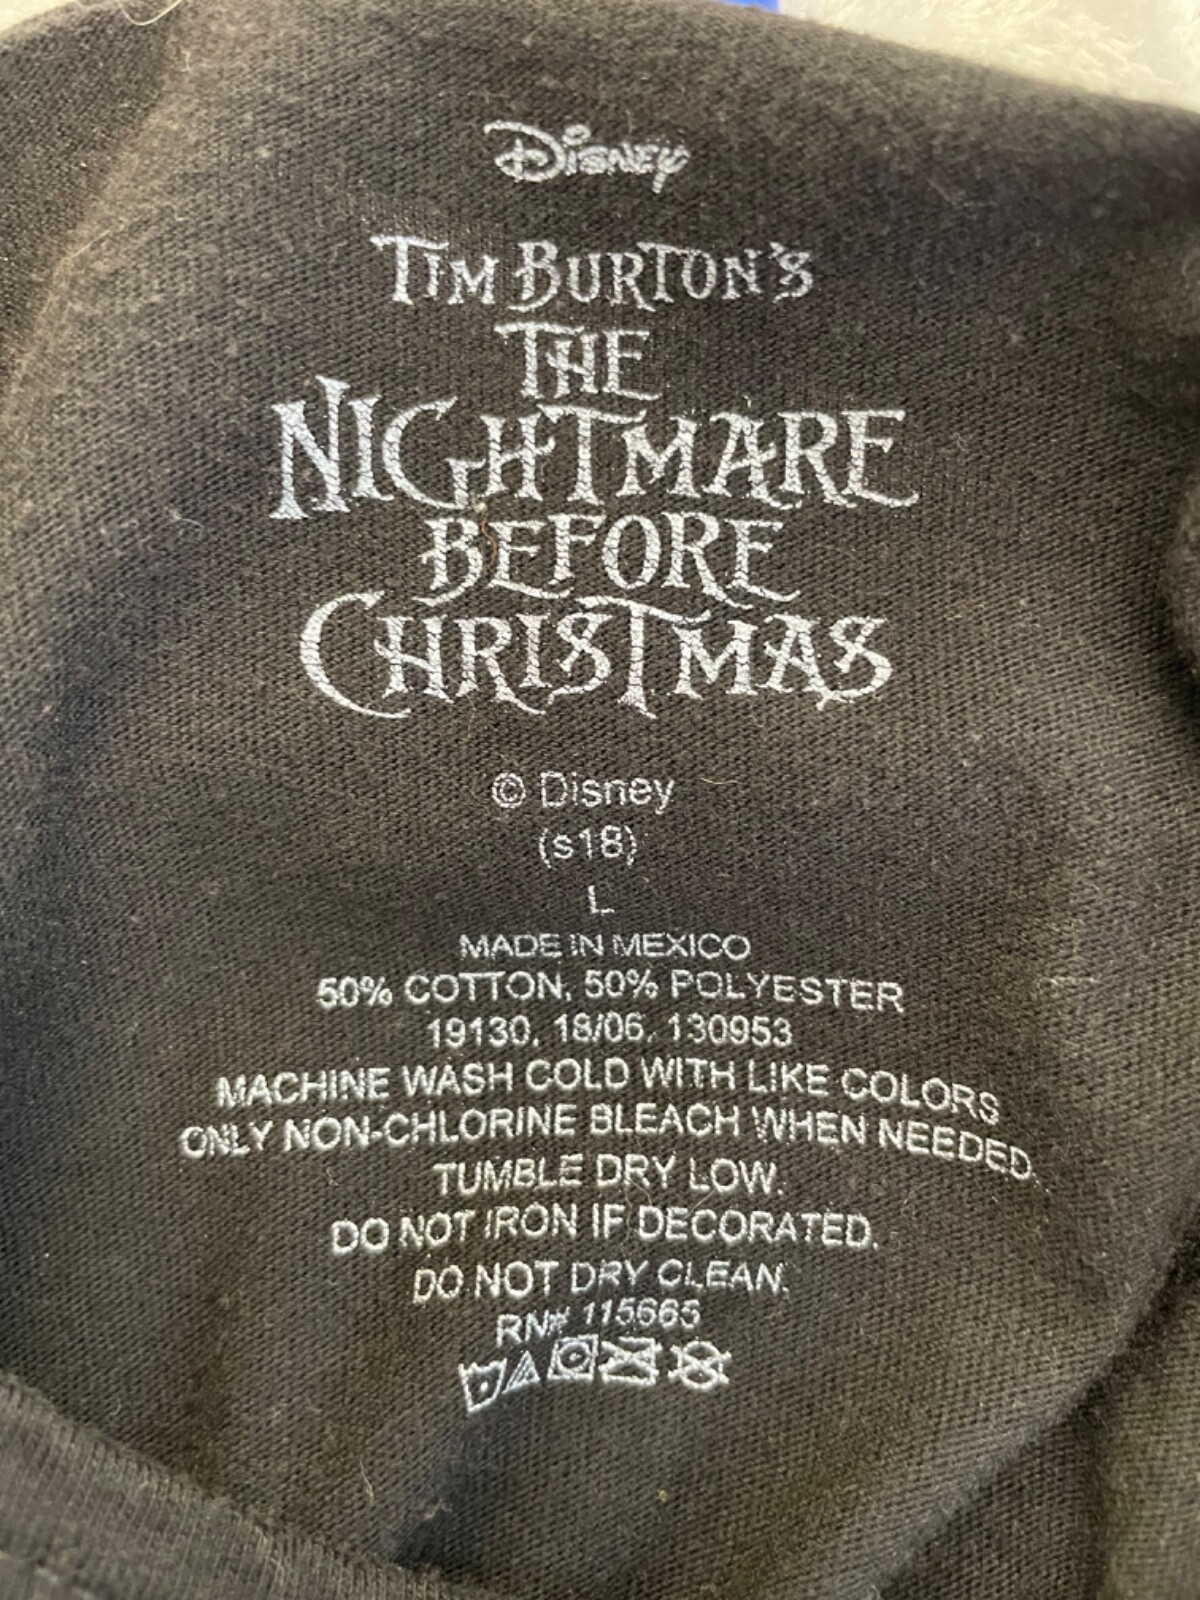 Disney
TIM BURTON'S
THE
NIGHTMARE
BEFORE
CHRISTMAS
© Disney
(s18)
L
MADE IN MEXICO
50% COTTON, 50% POLYESTER
19130, 18/06, 130953
MACHINE WASH COLD WITH LIKE COLORS
ONLY NON-CHLORINE BLEACH WHEN NEEDED.
TUMBLE DRY LOW.
DO NOT IRON IF DECORATED.
DO NOT DRY CLEAN.
RN# 115665